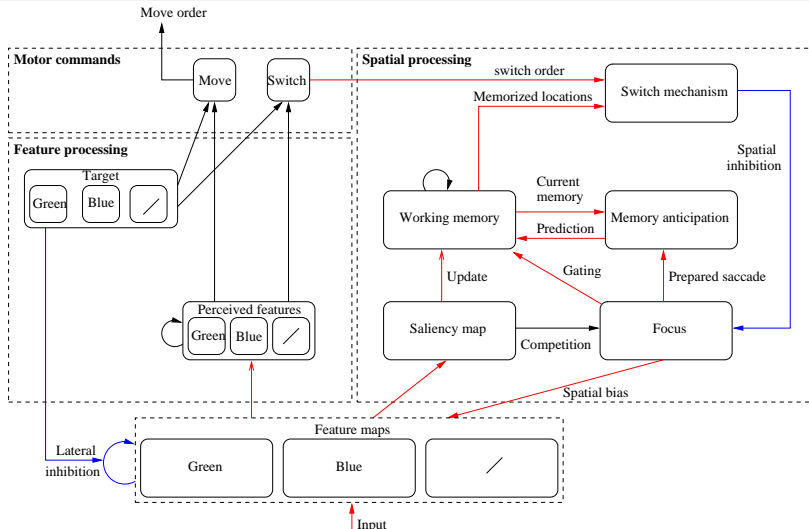 Move order
Motor commands
Move
Switch
Spatial processing
switch order
Switch mechanism
Memorized locations
Feature processing
Target
Green
Blue
Spatial
inhibition
Working memory
Current
memory
Prediction
Memory anticipation
Update
Gating
Prepared saccade
Perceived features
Green
Blue
Saliency map
Competition
Focus
Spatial bias
Feature maps
Lateral
inhibition
Green
Blue
Input